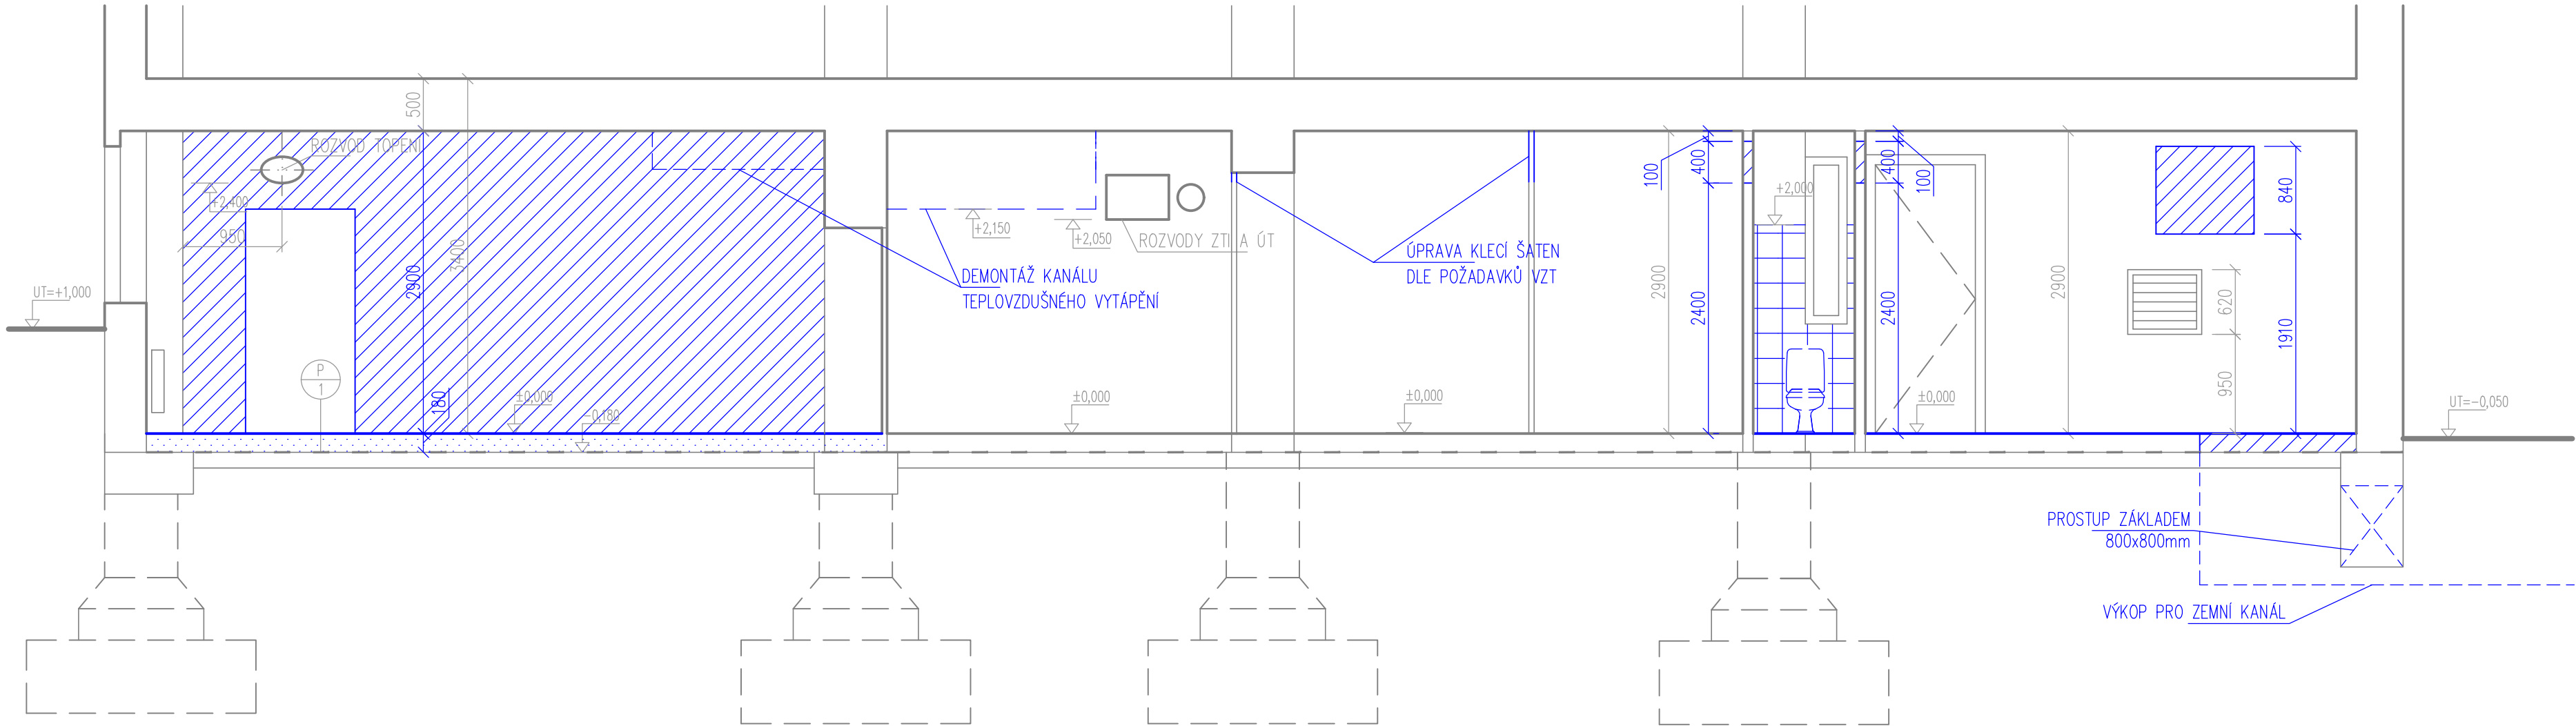 500
ROZVOD TOPENÍ
+2,400
950
3400
2900
180
P
1
UT=+1,000
±0,000
-0,180
DEMONTÁŽ KANÁLU
TEPLOVZDUŠNÉHO VYTÁPĚNÍ
+2,150
+2,050
ROZVODY ZTI A ÚT
±0,000
ÚPRAVA KLECÍ ŠATEN
DLE POŽADAVKŮ VZT
±0,000
100
400
2900
2400
+2,000
400
100
2400
±0,000
2900
840
620
1910
950
UT=-0,050
PROSTUP ZÁKLADEM
800x800mm
VÝKOP PRO ZEMNÍ KANÁL